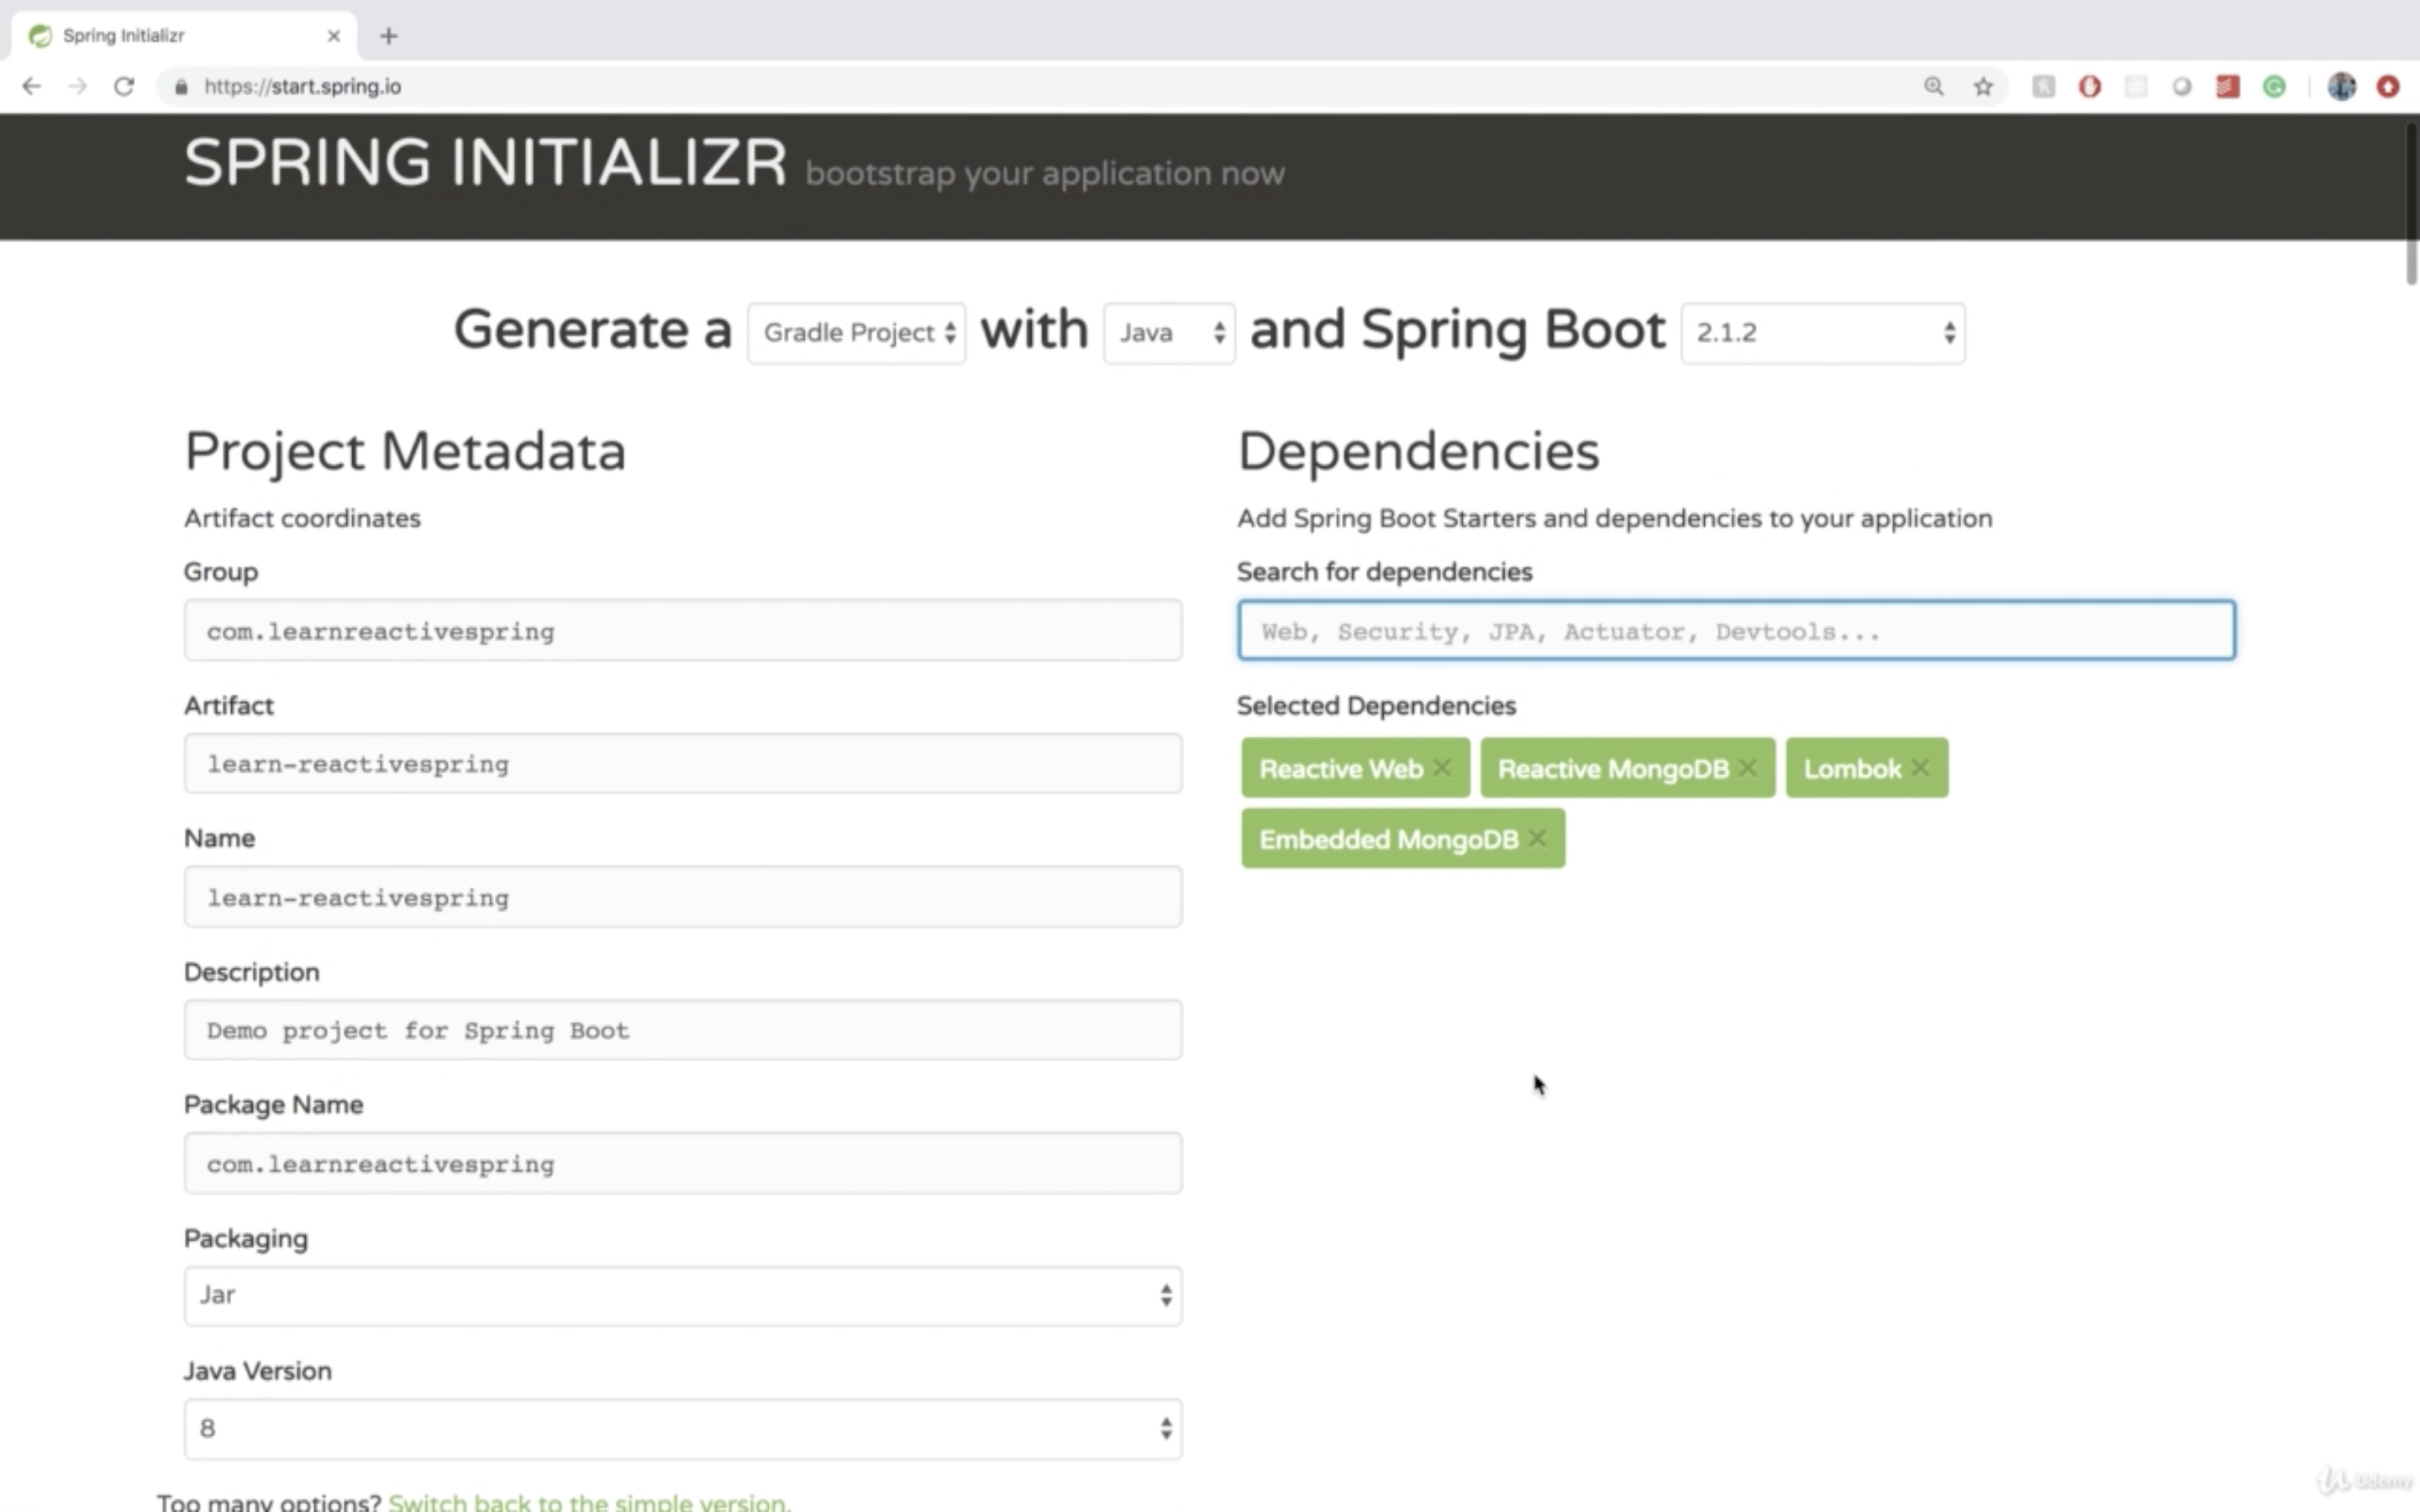 Spring Initializr
https://start.spring.io
SPRING INITIALIZR bootstrap your application now
Generate a Gradle Project with Java and Spring Boot 2.1.2
Project Metadata
Artifact coordinates
Group
com.learnreactivespring
Artifact
learn-reactivespring
Name
learn-reactivespring
Description
Demo project for Spring Boot
Package Name
com.learnreactivespring
Packaging
Jar
Java Version
8
Too many options? Switch back to the simple version.
Dependencies
Add Spring Boot Starters and dependencies to your application
Search for dependencies
Web, Security, JPA, Actuator, Devtools...
Selected Dependencies
Reactive Web Reactive MongoDB Lombok
Embedded MongoDB
Udemy